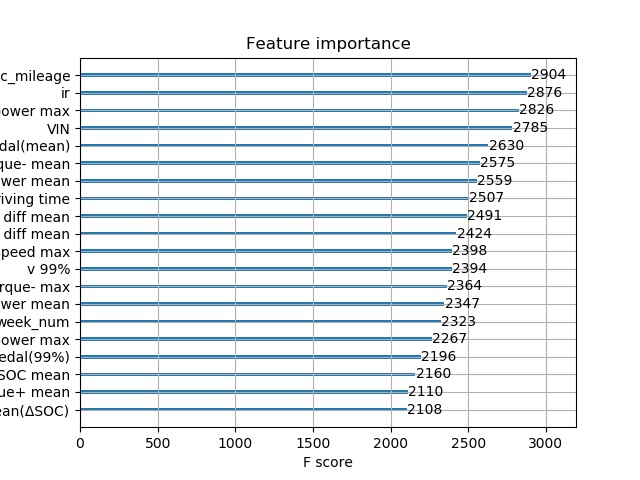 Feature importance
c_mileage 2904
ir 2876
power max 2826
VIN 2785
dal(mean) 2630
que- mean 2575
wer mean 2559
iving time 2507
diff mean 2491
diff mean 2424
speed max 2398
v 99% 2394
rque- max 2364
wer mean 2347
week_num 2323
power max 2267
edal(99%) 2196
SOC mean 2160
ue+ mean 2110
ean(ΔSOC) 2108
0 500 1000 1500 2000 2500 3000
F score